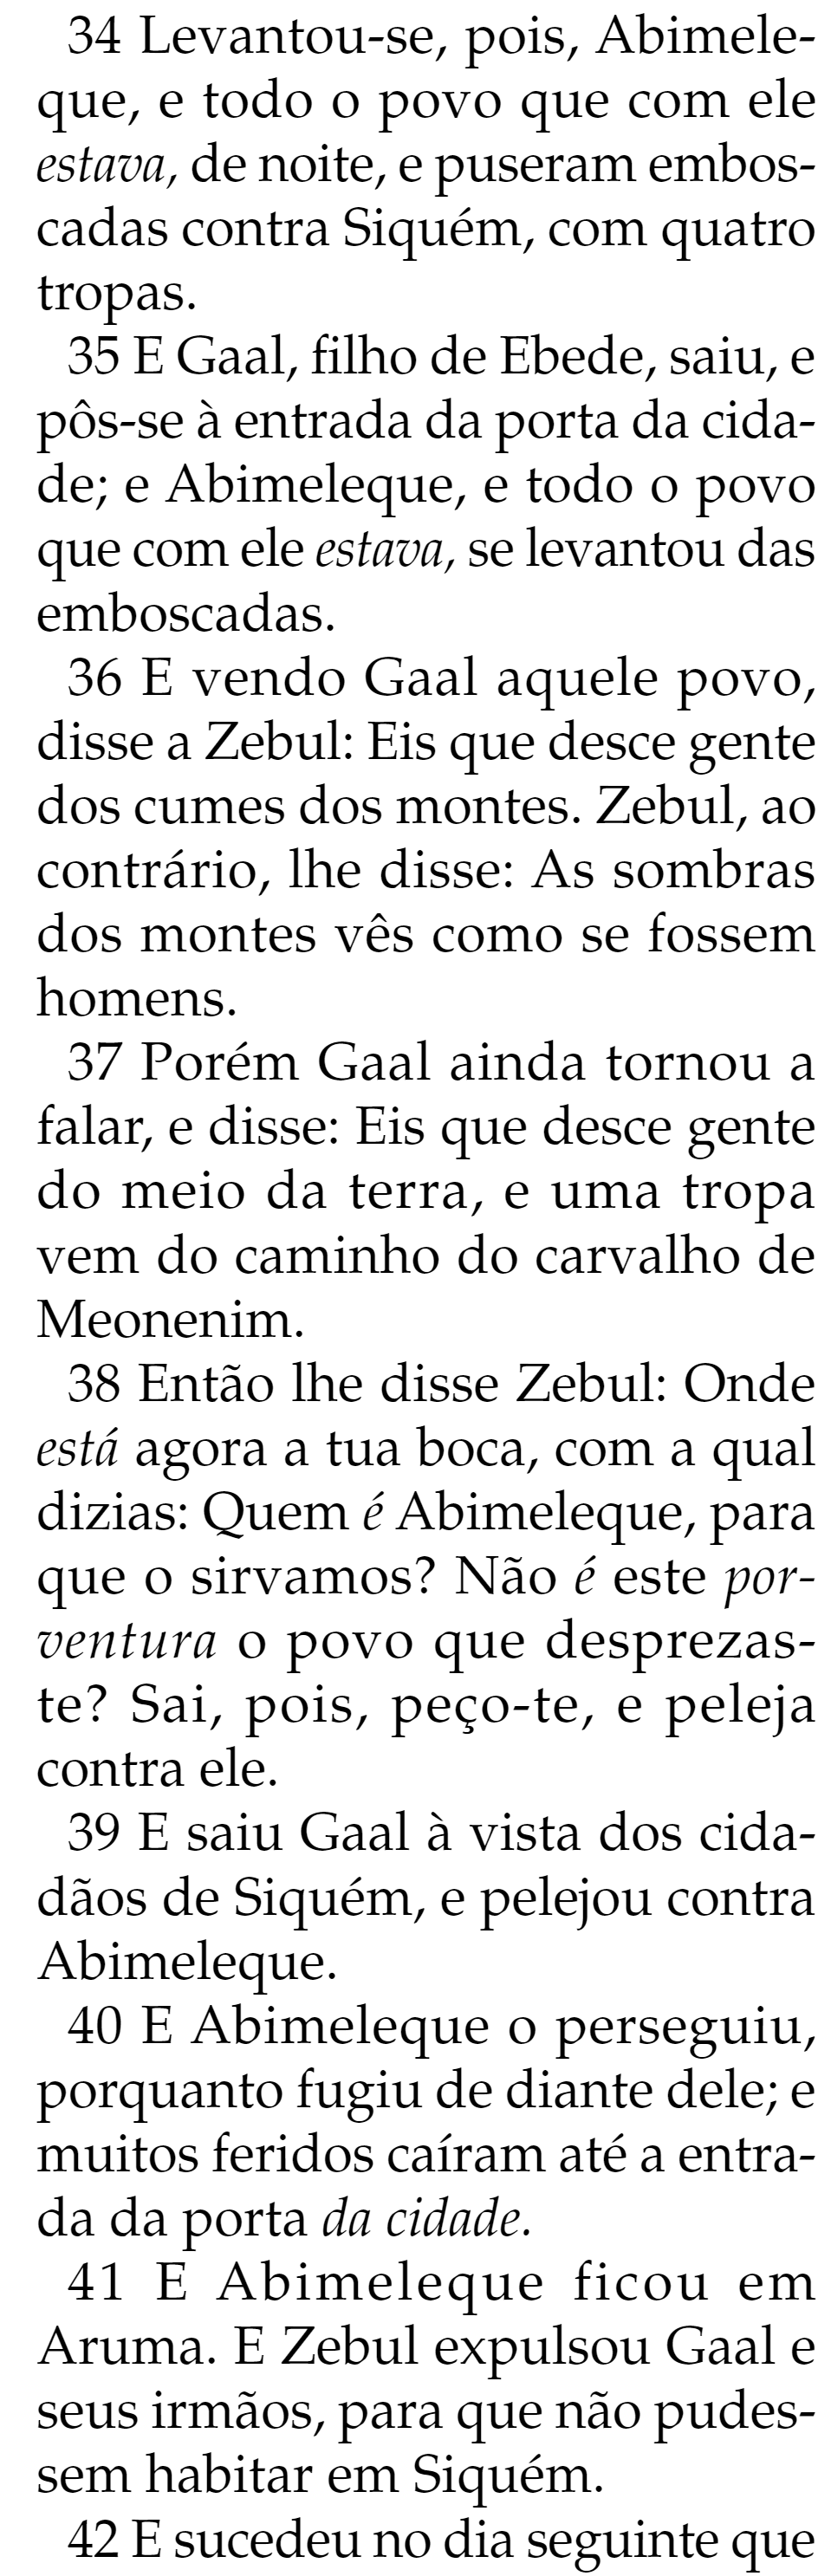 34 Levantou-se, pois, Abimele-
que, e todo o povo que com ele
estava, de noite, e puseram embos-
cadas contra Siquém, com quatro
tropas.
35 E Gaal, filho de Ebede, saiu, e
pôs-se à entrada da porta da cida-
de; e Abimeleque, e todo o povo
que com ele estava, se levantou das
emboscadas.
36 E vendo Gaal aquele povo,
disse a Zebul: Eis que desce gente
dos cumes dos montes. Zebul, ao
contrário, lhe disse: As sombras
dos montes vês como se fossem
homens.
37 Porém Gaal ainda tornou a
falar, e disse: Eis que desce gente
do meio da terra, e uma tropa
vem do caminho do carvalho de
Meonenim.
38 Então lhe disse Zebul: Onde
está agora a tua boca, com a qual
dizias: Quem é Abimeleque, para
que o sirvamos? Não é este por-
ventura o povo que desprezas-
te? Sai, pois, peço-te, e peleja
contra ele.
39 E saiu Gaal à vista dos cida-
dãos de Siquém, e pelejou contra
Abimeleque.
40 E Abimeleque o perseguiu,
porquanto fugiu de diante dele; e
muitos feridos caíram até a entra-
da da porta da cidade.
41 E Abimeleque ficou em
Aruma. E Zebul expulsou Gaal e
seus irmãos, para que não pudes-
sem habitar em Siquém.
42 E sucedeu no dia seguinte que